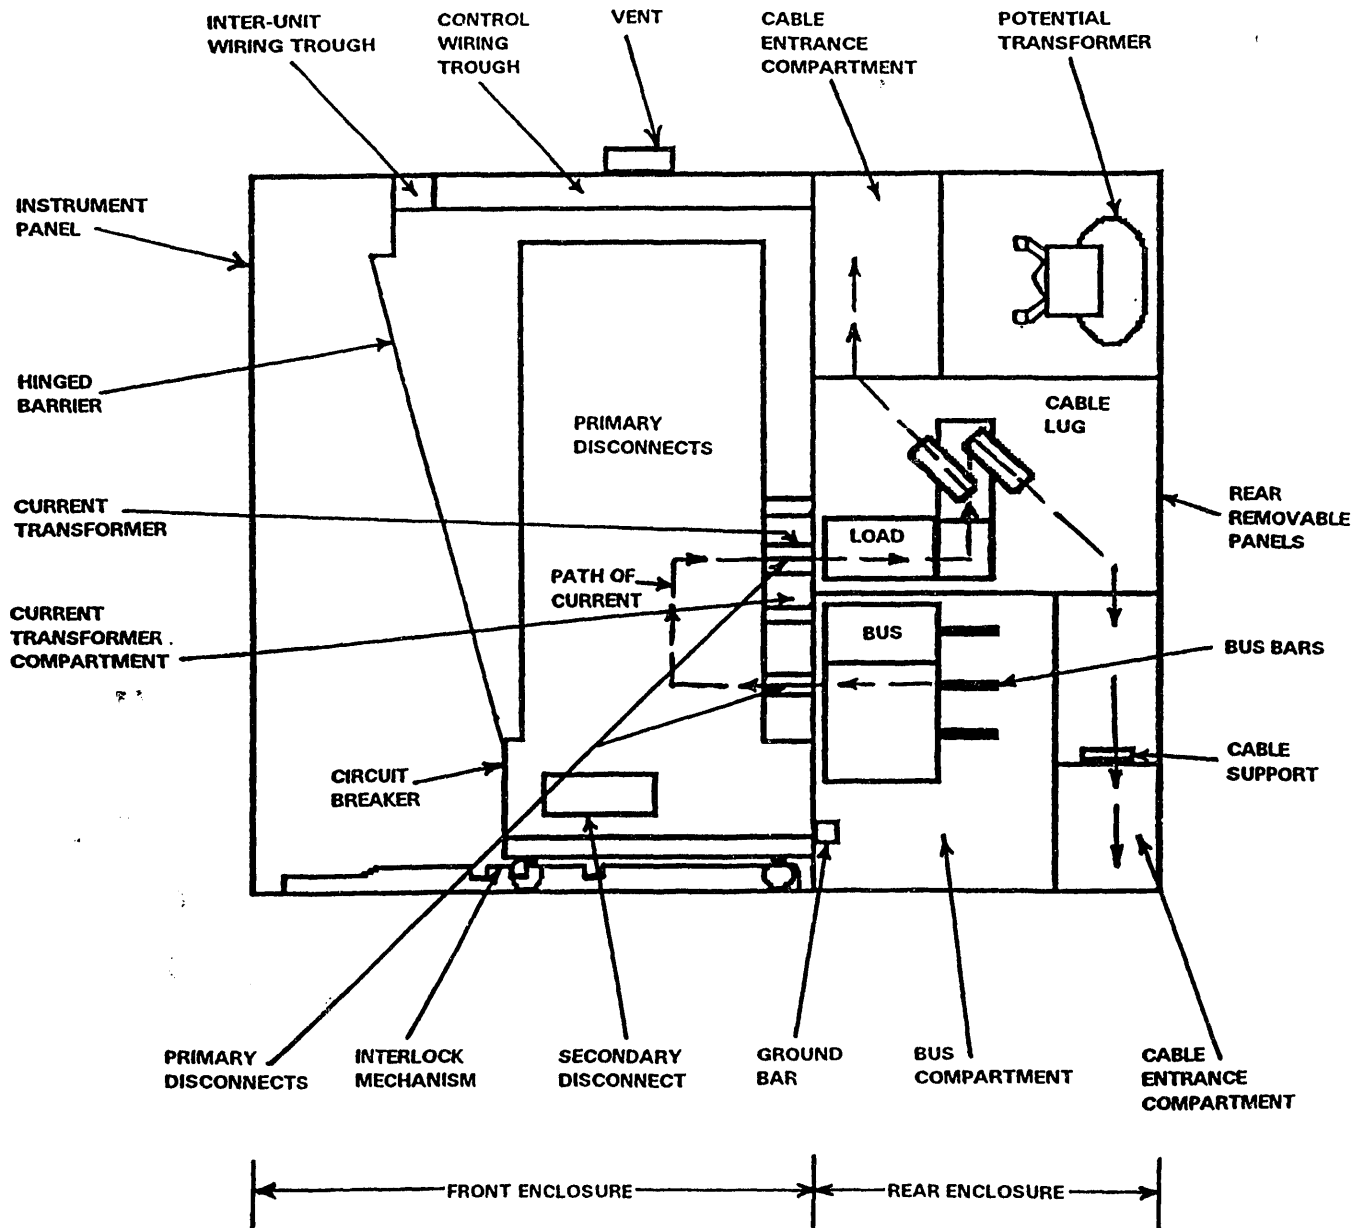 INTER-UNIT
WIRING TROUGH
CONTROL
WIRING
TROUGH
VENT
CABLE
ENTRANCE
COMPARTMENT
POTENTIAL
TRANSFORMER
INSTRUMENT
PANEL
HINGED
BARRIER
PRIMARY
DISCONNECTS
CABLE
LUG
CURRENT
TRANSFORMER
LOAD
REAR
REMOVABLE
PANELS
PATH OF
CURRENT
CURRENT
TRANSFORMER
COMPARTMENT
BUS
BUS BARS
CIRCUIT
BREAKER
CABLE
SUPPORT
PRIMARY
DISCONNECTS
INTERLOCK
MECHANISM
SECONDARY
DISCONNECT
GROUND
BAR
BUS
COMPARTMENT
CABLE
ENTRANCE
COMPARTMENT
FRONT ENCLOSURE
REAR ENCLOSURE